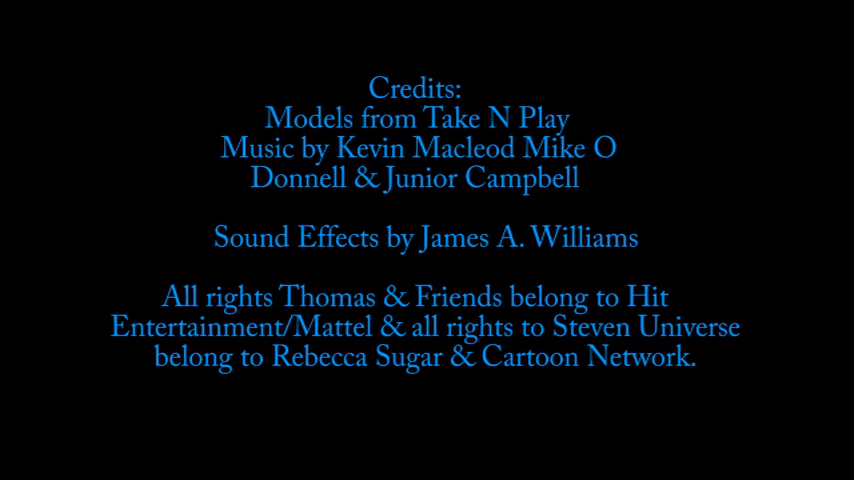 Credits:
Models from Take N Play
Music by Kevin Macleod Mike O
Donnell & Junior Campbell
Sound Effects by James A. Williams
All rights Thomas & Friends belong to Hit
Entertainment/Mattel & all rights to Steven Universe
belong to Rebecca Sugar & Cartoon Network.